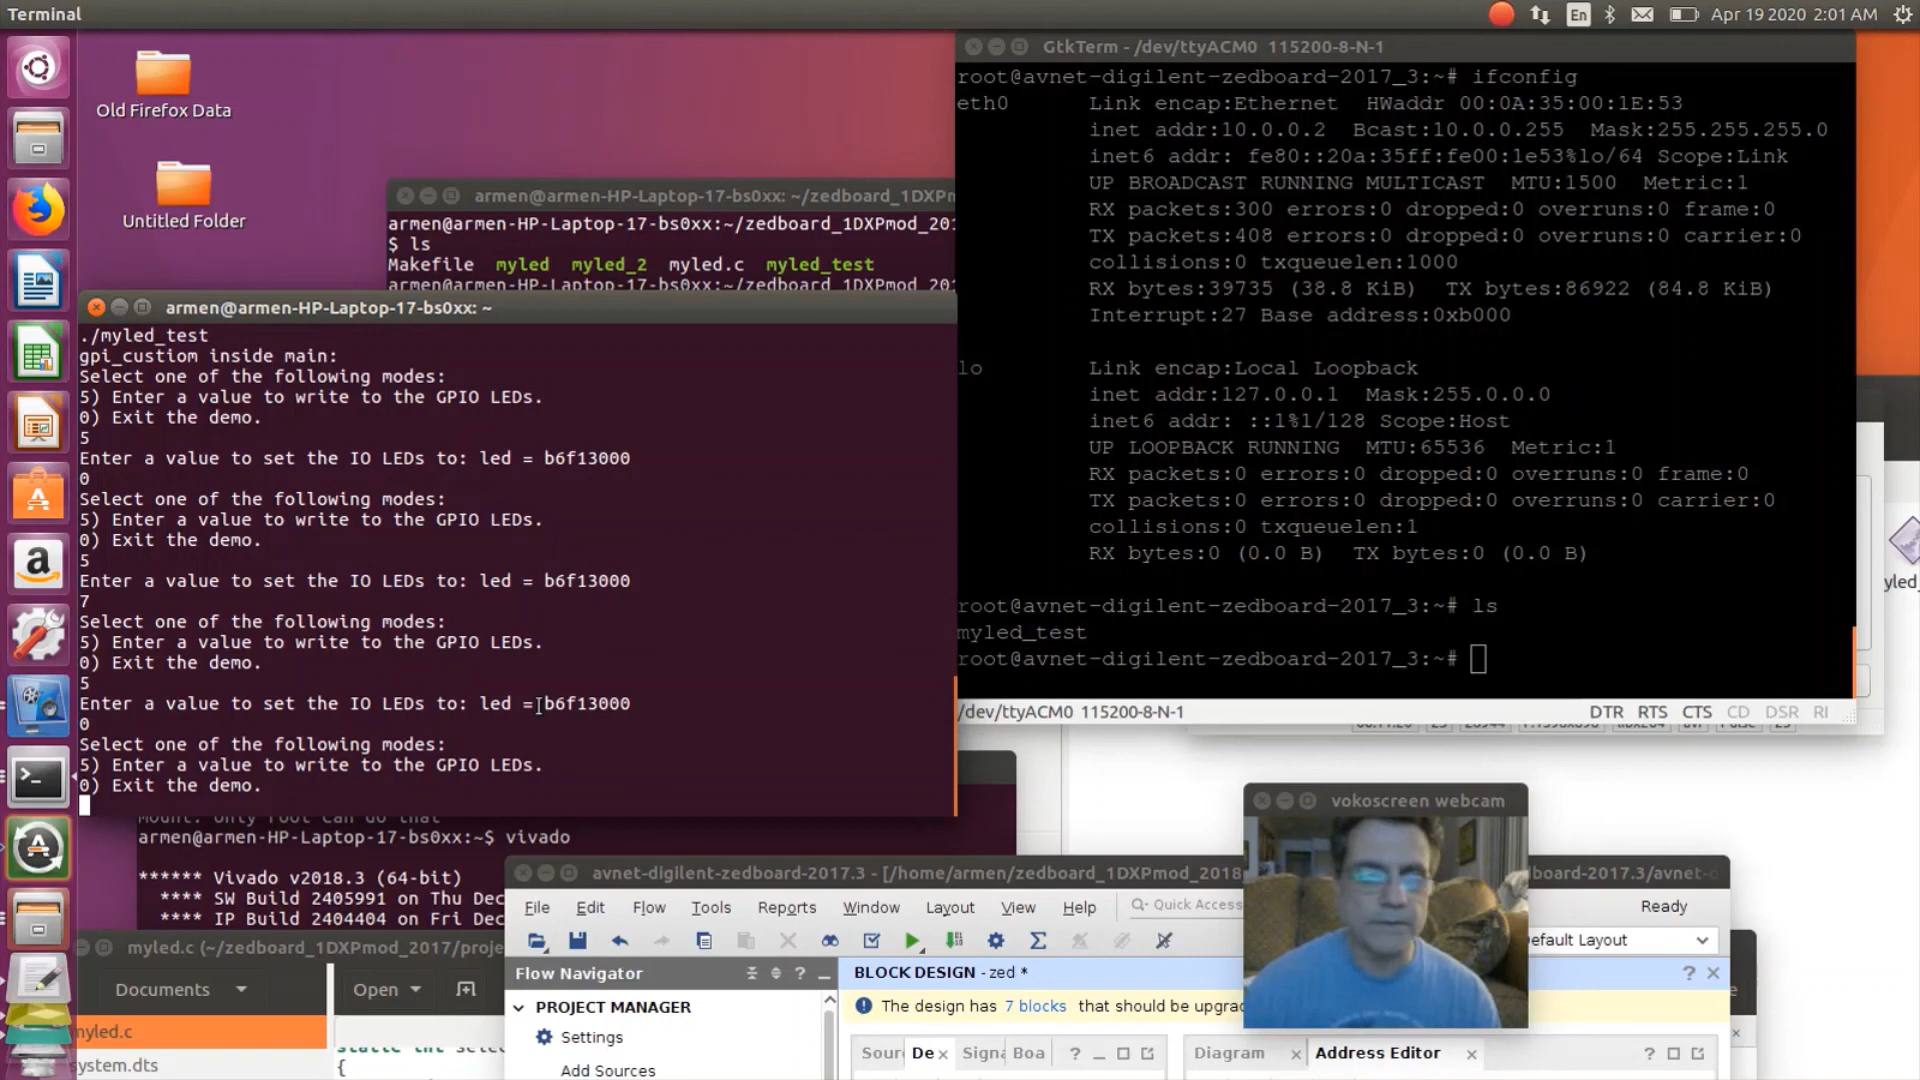 Terminal
En
Apr 19 2020 2:01 AM
Old Firefox Data
Untitled Folder
armen@armen-HP-Laptop-17-bs0xx: ~/zedboard_1DXP
armen@armen-HP-Laptop-17-bs0xx:~/zedboard_1DXPmod_201
$ ls
Makefile myled myled_2 myled.c myled_test
armen@armen-HP-Laptop-17-bs0xx:~/zedboard_1DXPmod_201
armen@armen-HP-Laptop-17-bs0xx: ~
./myled_test
gpi_custiom inside main:
Select one of the following modes:
5) Enter a value to write to the GPIO LEDs.
0) Exit the demo.
5
Enter a value to set the IO LEDs to: led = b6f13000
0
Select one of the following modes:
5) Enter a value to write to the GPIO LEDs.
0) Exit the demo.
5
Enter a value to set the IO LEDs to: led = b6f13000
7
Select one of the following modes:
5) Enter a value to write to the GPIO LEDs.
0) Exit the demo.
5
Enter a value to set the IO LEDs to: led = b6f13000
0
Select one of the following modes:
5) Enter a value to write to the GPIO LEDs.
0) Exit the demo.
GtkTerm - /dev/ttyACM0 115200-8-N-1
root@avnet-digilent-zedboard-2017_3:~# ifconfig
eth0 Link encap:Ethernet HWaddr 00:0A:35:00:1E:53
inet addr:10.0.0.2 Bcast:10.0.0.255 Mask:255.255.255.0
inet6 addr: fe80::20a:35ff:fe00:1e53%lo/64 Scope:Link
UP BROADCAST RUNNING MULTICAST MTU:1500 Metric:1
RX packets:300 errors:0 dropped:0 overruns:0 frame:0
TX packets:408 errors:0 dropped:0 overruns:0 carrier:0
collisions:0 txqueuelen:1000
RX bytes:39735 (38.8 KiB) TX bytes:86922 (84.8 KiB)
Interrupt:27 Base address:0xb000
lo Link encap:Local Loopback
inet addr:127.0.0.1 Mask:255.0.0.0
inet6 addr: ::1%1/128 Scope:Host
UP LOOPBACK RUNNING MTU:65536 Metric:1
RX packets:0 errors:0 dropped:0 overruns:0 frame:0
TX packets:0 errors:0 dropped:0 overruns:0 carrier:0
collisions:0 txqueuelen:1
RX bytes:0 (0.0 B) TX bytes:0 (0.0 B)
root@avnet-digilent-zedboard-2017_3:~# ls
myled_test
root@avnet-digilent-zedboard-2017_3:~#
/dev/ttyACM0 115200-8-N-1 DTR RTS CTS CD DSR RI
yled_
Mount: only root can do that
armen@armen-HP-Laptop-17-bs0xx:~$ vivado
****** Vivado v2018.3 (64-bit)
**** SW Build 2405991 on Thu Dec
**** IP Build 2404404 on Fri Dec
myled.c (~/zedboard_1DXPmod_2017/proje
Documents
Open
myled.c
system.dts
{
vokoscreen webcam
avnet-digilent-zedboard-2017.3 - [/home/armen/zedboard_1DXPmod_2018
board-2017.3/avnet-
File Edit Flow Tools Reports Window Layout View Help
Quick Access
Ready
efault Layout
Flow Navigator
PROJECT MANAGER
Settings
Add Sources
BLOCK DESIGN - zed *
The design has 7 blocks that should be upgra
Sour De Signa Boa
Diagram
Address Editor